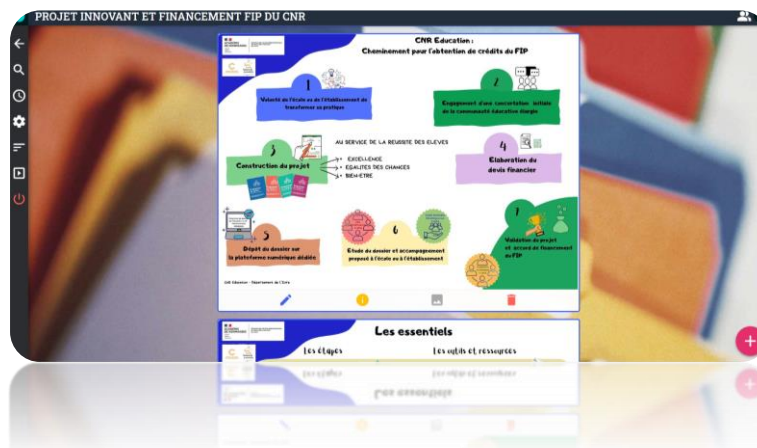 PROJET INNOVANT ET FINANCEMENT FIP DU CNR
CNR Education :
Cheminement pour l'obtention de crédits du FIP
1
Volonté de l'école ou de l'établissement de
transformer sa pratique
2
Engagement d'une concertation initiale
de la communauté éducative élargie
3
Construction du projet
AU SERVICE DE LA REUSSITE DES ELEVES
EXCELLENCE
EGALITES DES CHANCES
BIEN-ETRE
4
Elaboration du
devis financier
5
Dépôt du dossier sur
la plateforme numérique dédiée
6
Etude du dossier et accompagnement
proposé à l'école ou à l'établissement
7
Validation du projet
et accord de financement
du FIP
CNR Education - Département de l'Isère
Les essentiels
Les étapes
Les outils et ressources